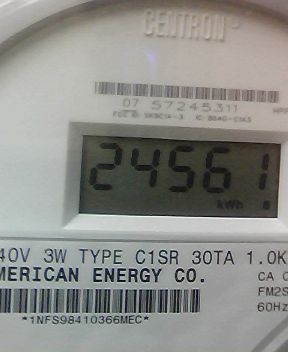 CENTRON®
07 57245311
24561
kWh
40V 3W TYPE C1SR 30TA 1.0K
MERICAN ENERGY CO.
CA
FM2S
60Hz
*1NFS98410366MEC*